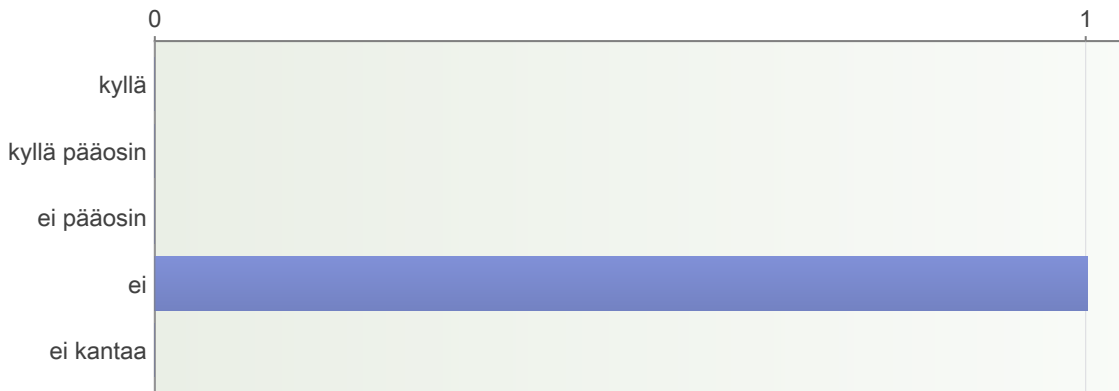 0 1
kyllä
kyllä pääosin
ei pääosin
ei
ei kantaa